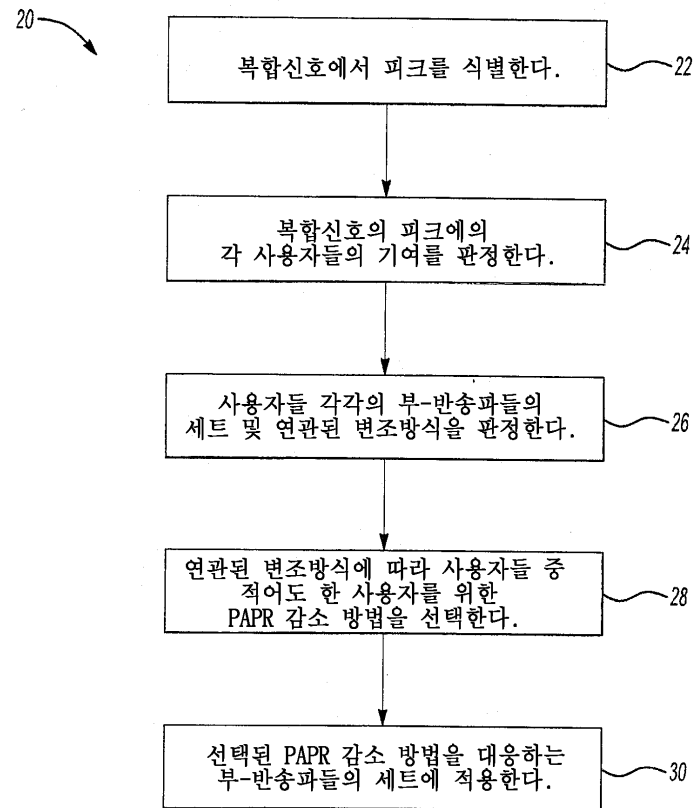 20
복합신호에서 피크를 식별한다.
22
복합신호의 피크에의
각 사용자들의 기여를 판정한다.
24
사용자들 각각의 부-반송파들의
세트 및 연관된 변조방식을 판정한다.
26
연관된 변조방식에 따라 사용자들 중
적어도 한 사용자를 위한
PAPR 감소 방법을 선택한다.
28
선택된 PAPR 감소 방법을 대응하는
부-반송파들의 세트에 적용한다.
30